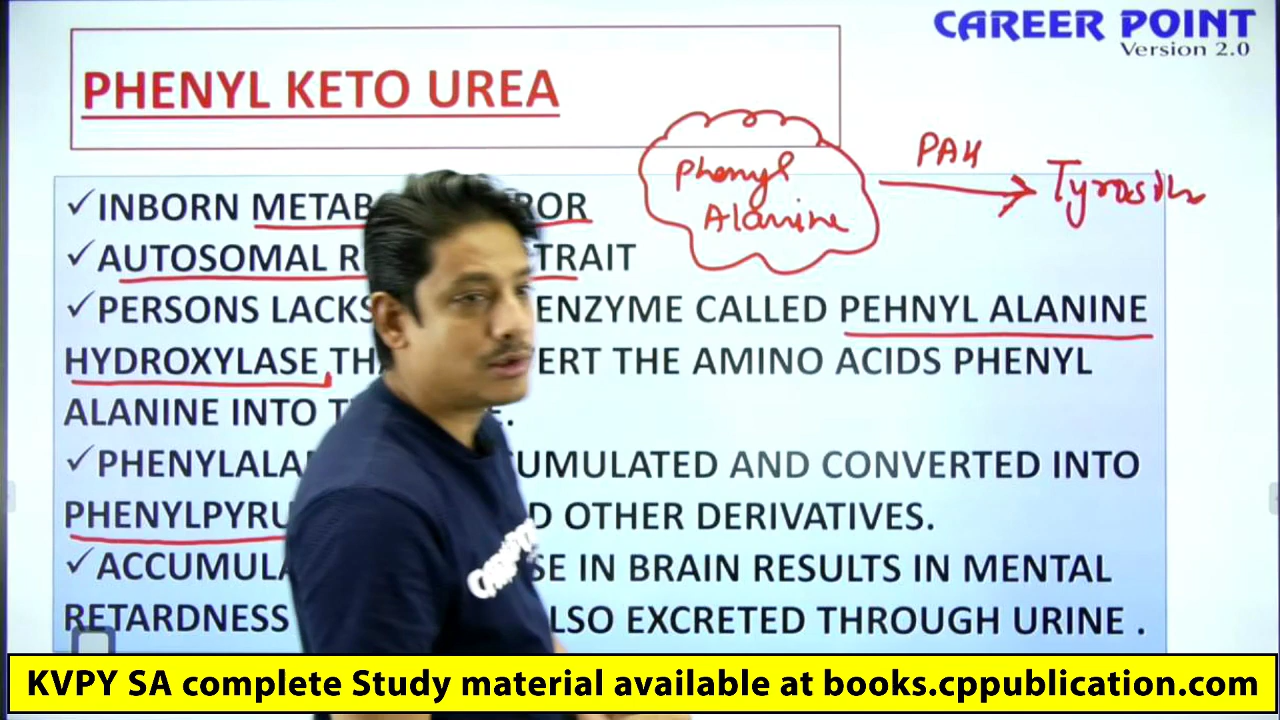 CAREER POINT
Version 2.0
PHENYL KETO UREA
Phenyl
Alanine
PAH
✓INBORN METAB ROR
✓AUTOSOMAL R TRAIT
✓PERSONS LACKS ENZYME CALLED PEHNYL ALANINE
HYDROXYLASE TH ERT THE AMINO ACIDS PHENYL
ALANINE INTO T E.
✓PHENYLALA UMULATED AND CONVERTED INTO
PHENYLPYRU D OTHER DERIVATIVES.
✓ACCUMULA SE IN BRAIN RESULTS IN MENTAL
RETARDNESS LSO EXCRETED THROUGH URINE .
KVPY SA complete Study material available at books.cppublication.com